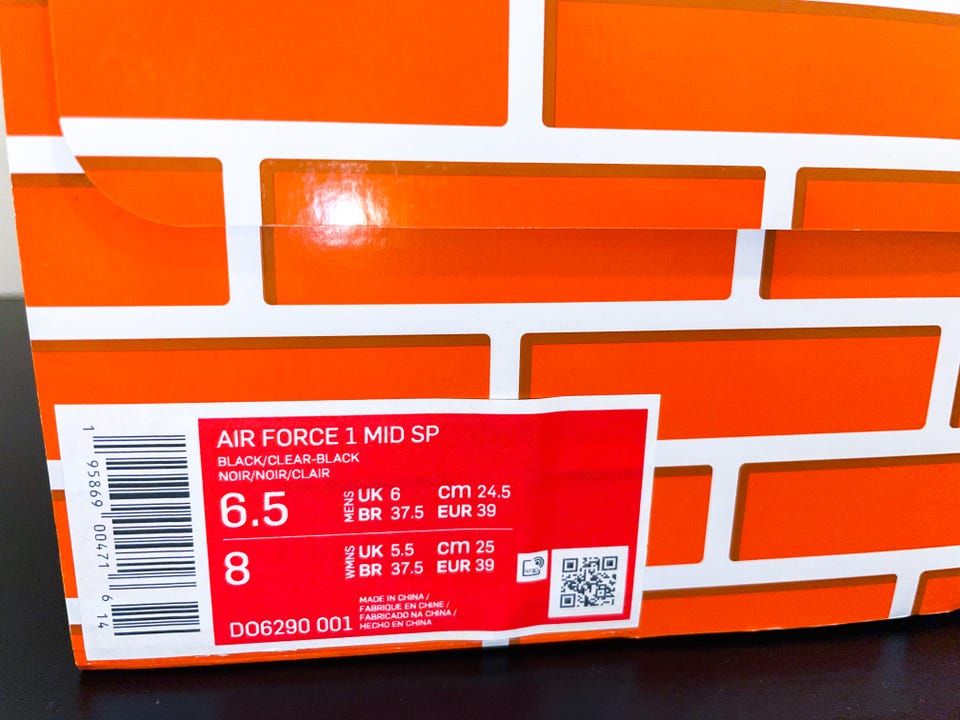 AIR FORCE 1 MID SP
BLACK/CLEAR-BLACK
NOIR/NOIR/CLAIR
6.5 MENS UK 6 cm 24.5
BR 37.5 EUR 39
8 WMNS UK 5.5 cm 25
BR 37.5 EUR 39
MADE IN CHINA /
FABRIQUE EN CHINE /
FABRICADO NA CHINA /
HECHO EN CHINA
DO6290 001
1 95869 00471 6 14